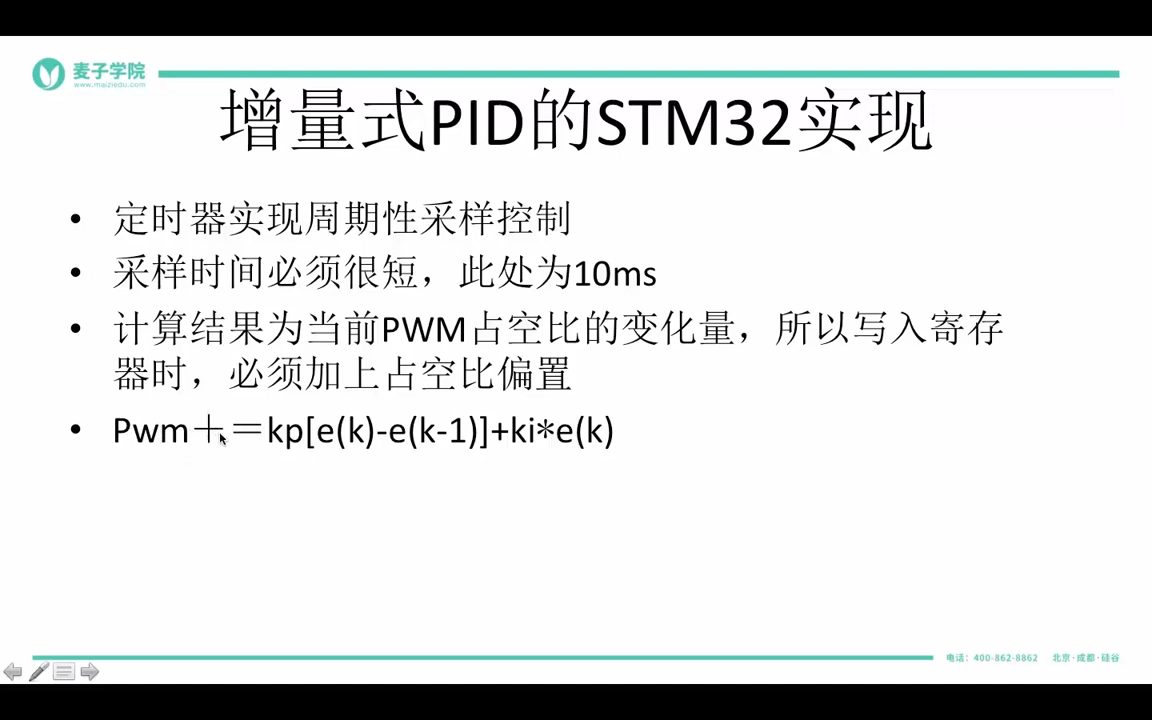 麦子学院
www.maiziedu.com
增量式PID的STM32实现
• 定时器实现周期性采样控制
• 采样时间必须很短，此处为10ms
• 计算结果为当前PWM占空比的变化量，所以写入寄存
器时，必须加上占空比偏置
• Pwm＋＝kp[e(k)-e(k-1)]+ki*e(k)
电话：400-862-8862 北京·成都·硅谷